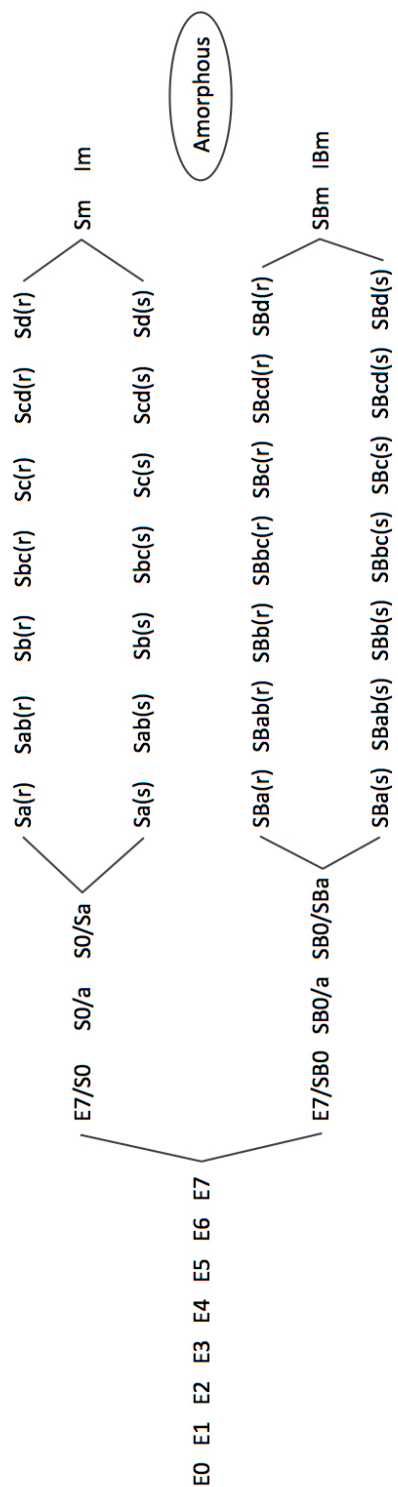 Sa(r) Sab(r) Sb(r) Sbc(r) Sc(r) Scd(r) Sd(r)
E7/S0 S0/a S0/Sa
Sm Im
Sa(s) Sab(s) Sb(s) Sbc(s) Sc(s) Scd(s) Sd(s)
E0 E1 E2 E3 E4 E5 E6 E7
Amorphous
SBa(r) SBab(r) SBb(r) SBbc(r) SBc(r) SBcd(r) SBd(r)
E7/SB0 SB0/a SB0/SBa
SBm IBm
SBa(s) SBab(s) SBb(s) SBbc(s) SBc(s) SBcd(s) SBd(s)